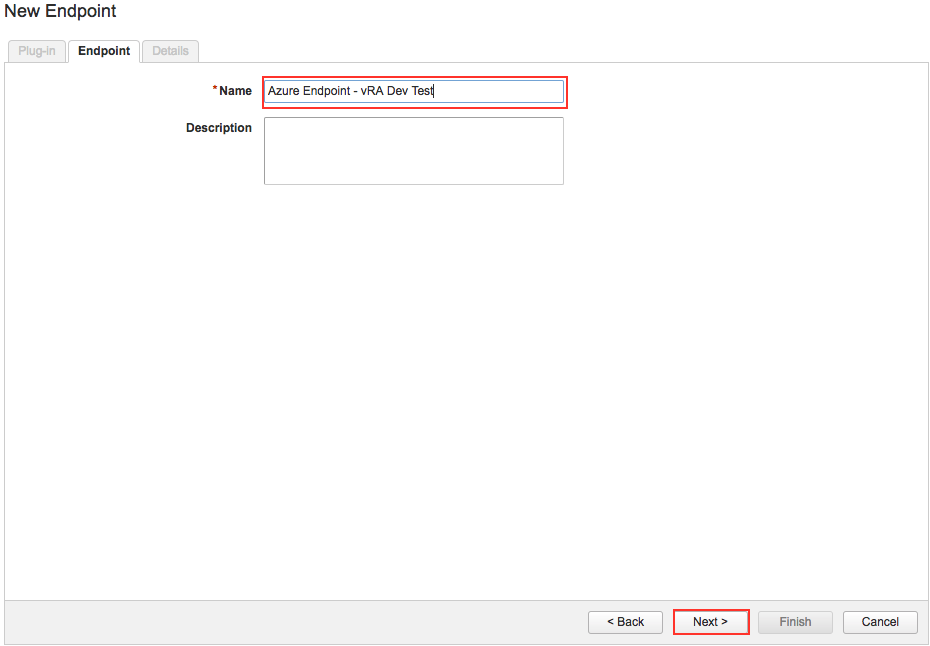 New Endpoint
Plug-in Endpoint Details
*Name Azure Endpoint - vRA Dev Test
Description
< Back Next > Finish Cancel